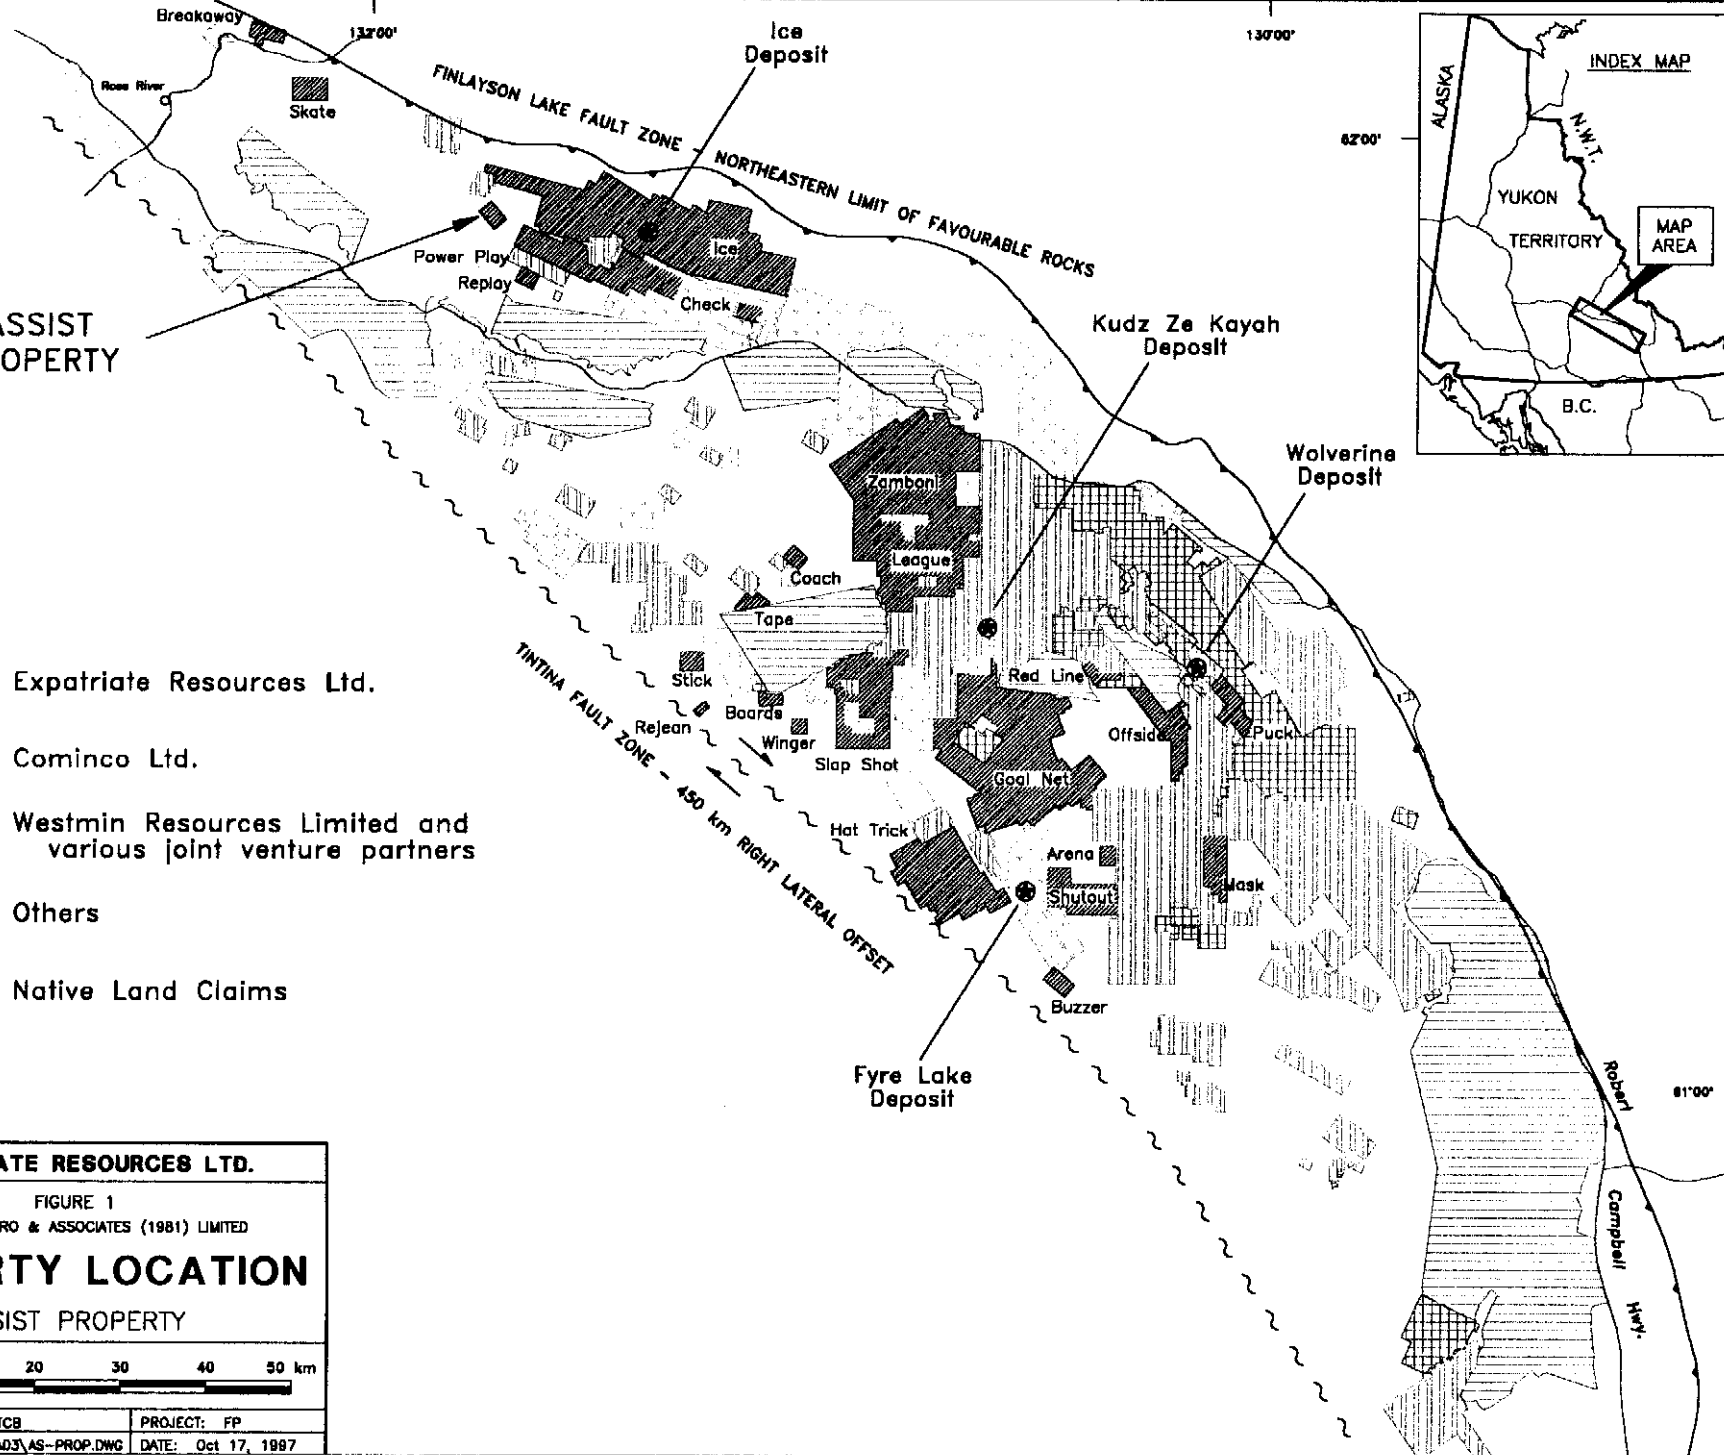 Breakaway
132°00'
Ice
Deposit
130°00'
INDEX MAP
ALASKA
N.W.T.
YUKON
TERRITORY
MAP
AREA
B.C.
62°00'
Ross River
Skate
FINLAYSON LAKE FAULT ZONE - NORTHEASTERN LIMIT OF FAVOURABLE ROCKS
Ice
Power Play
Replay
Check
ASSIST
OPERTY
Kudz Ze Kayah
Deposit
Wolverine
Deposit
Zamboni
League
Coach
Tape
Stick
Rejean
Boards
Winger
Slap Shot
Red Line
Offside
Puck
Goal Net
Hat Trick
Arena
Shutout
Mask
Buzzer
TINTINA FAULT ZONE - 450 km RIGHT LATERAL OFFSET
Fyre Lake
Deposit
Robert
Campbell
Hwy.
61°00'
Expatriate Resources Ltd.
Cominco Ltd.
Westmin Resources Limited and
various joint venture partners
Others
Native Land Claims
ATE RESOURCES LTD.
FIGURE 1
RO & ASSOCIATES (1981) LIMITED
RTY LOCATION
SIST PROPERTY
20 30 40 50 km
TCB
PROJECT: FP
AD3\AS-PROP.DWG
DATE: Oct 17, 1997